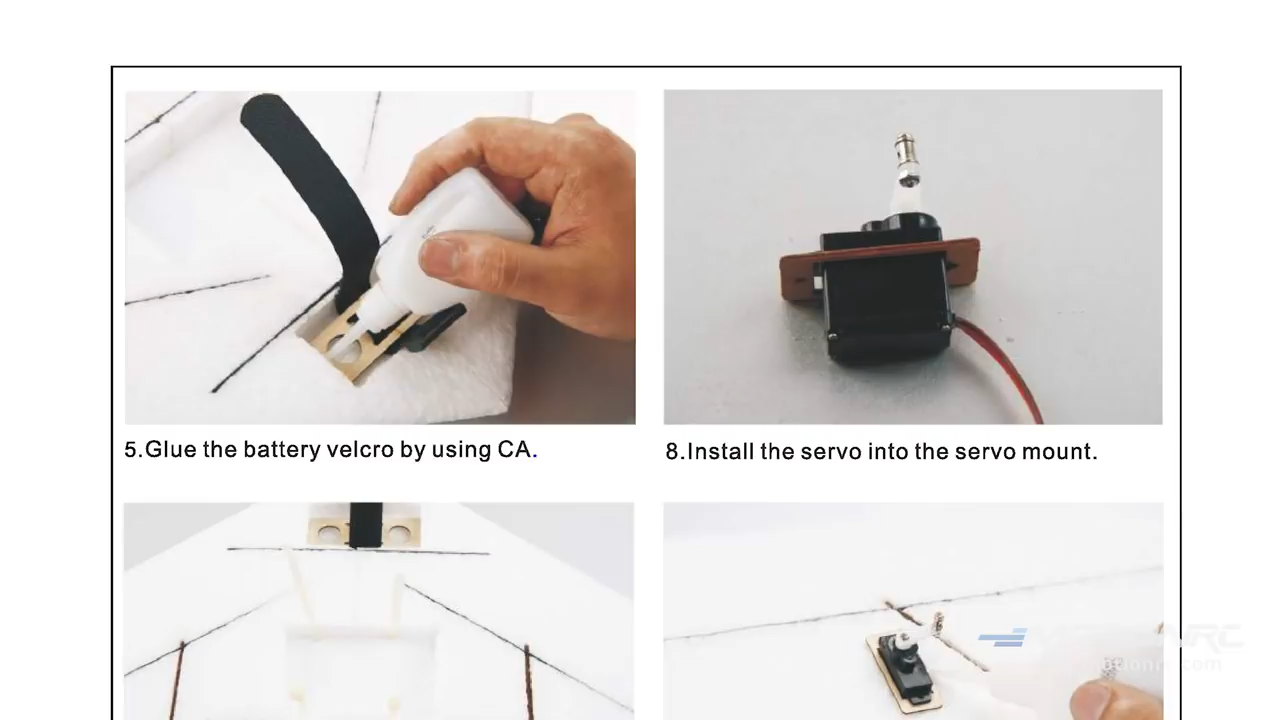 5.Glue the battery velcro by using CA.
8.Install the servo into the servo mount.